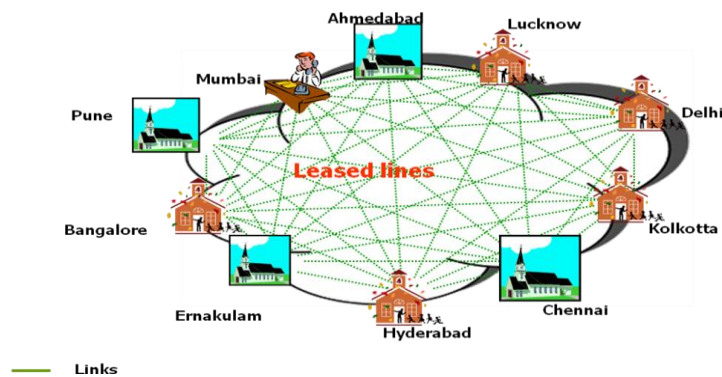 Ahmedabad
Lucknow
Mumbai
Delhi
Pune
Leased lines
Bangalore
Kolkotta
Ernakulam
Chennai
Hyderabad
Links